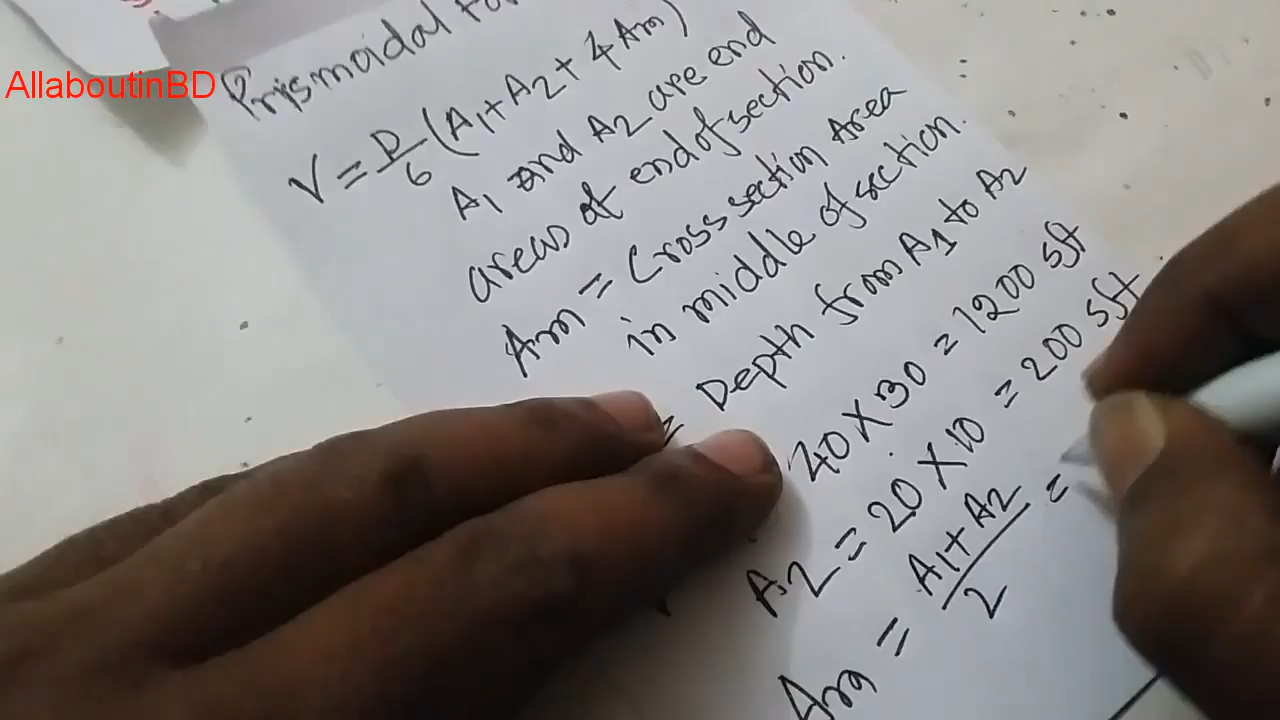 AllaboutinBD
Prismoidal
V = D/6 (A1 + A2 + 4 Am)
A1 and A2 are end
areas of end of section.
Am = Cross section Area
in middle of section.
= Depth from A1 to A2
40 X 30 = 1200 sft
A2 = 20 X 10 = 200 sft
Am = A1 + A2 / 2 =